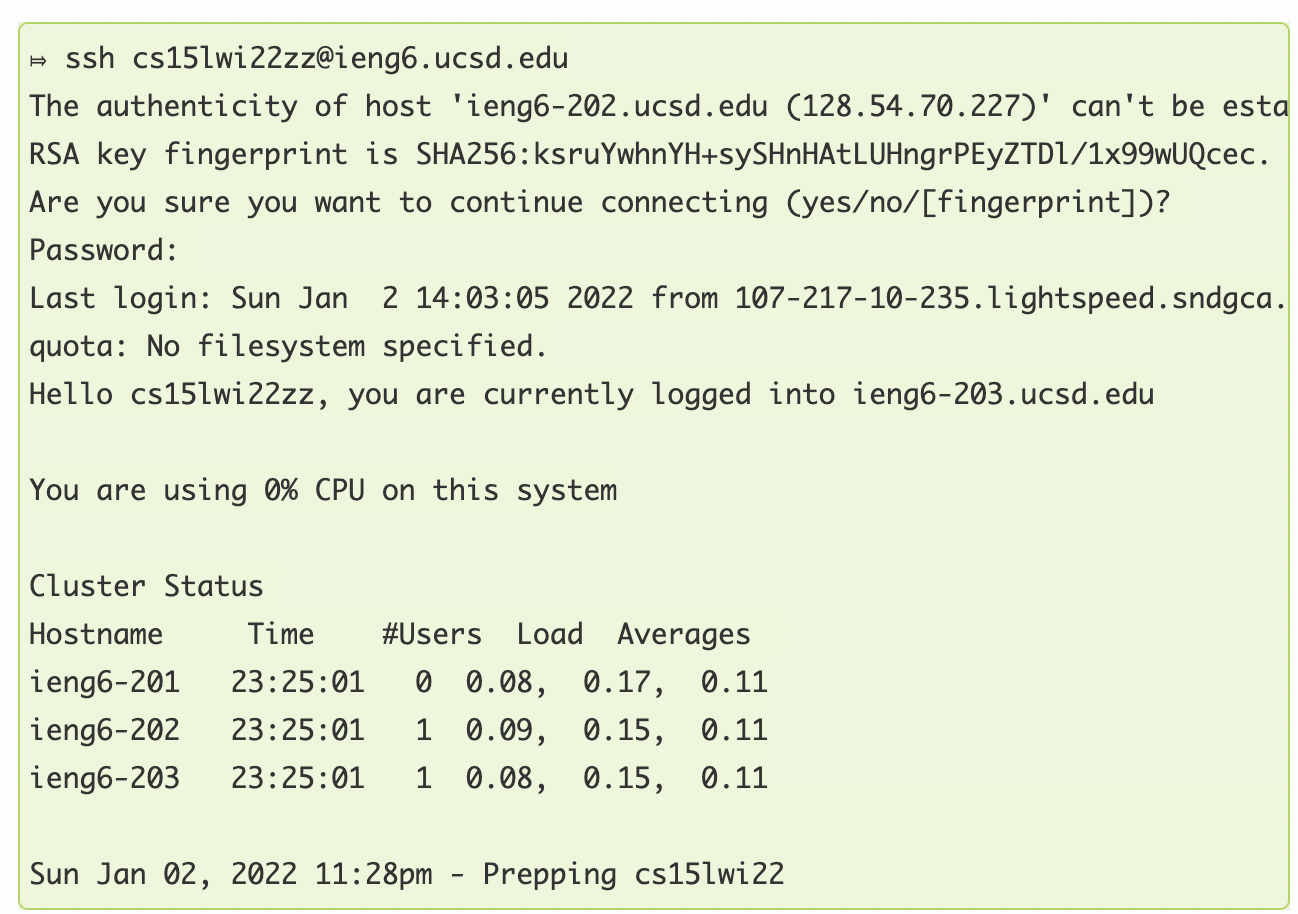 ⤇ ssh cs15lwi22zz@ieng6.ucsd.edu
The authenticity of host 'ieng6-202.ucsd.edu (128.54.70.227)' can't be esta
RSA key fingerprint is SHA256:ksruYwhnYH+sySHnHAtLUHngrPEyZTDl/1x99wUQcec.
Are you sure you want to continue connecting (yes/no/[fingerprint])?
Password:
Last login: Sun Jan  2 14:03:05 2022 from 107-217-10-235.lightspeed.sndgca.
quota: No filesystem specified.
Hello cs15lwi22zz, you are currently logged into ieng6-203.ucsd.edu
You are using 0% CPU on this system
Cluster Status
Hostname     Time    #Users  Load  Averages
ieng6-201   23:25:01   0  0.08,  0.17,  0.11
ieng6-202   23:25:01   1  0.09,  0.15,  0.11
ieng6-203   23:25:01   1  0.08,  0.15,  0.11
Sun Jan 02, 2022 11:28pm - Prepping cs15lwi22